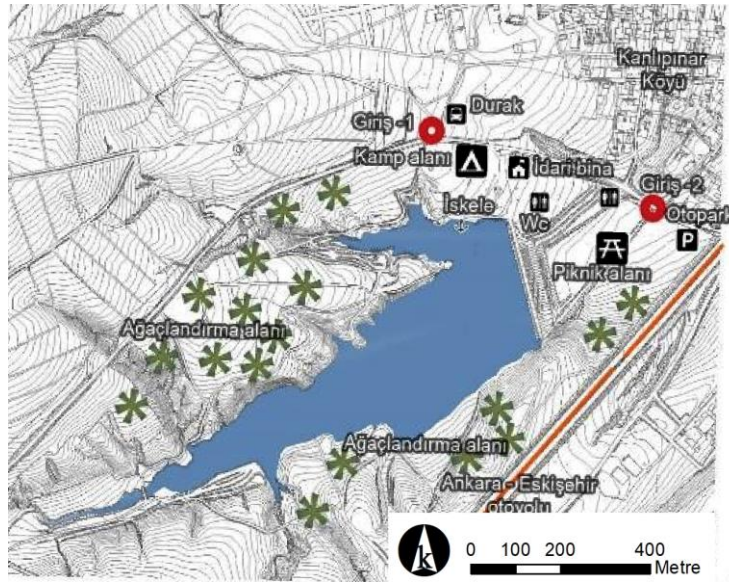 Kanlıpınar
Köyü
Durak
Giriş -1
Kamp alanı
İdari bina
Giriş -2
İskele
Wc
Otopark
P
Piknik alanı
Ağaçlandırma alanı
Ağaçlandırma alanı
Ankara - Eskişehir
otoyolu
k
0 100 200 400
Metre